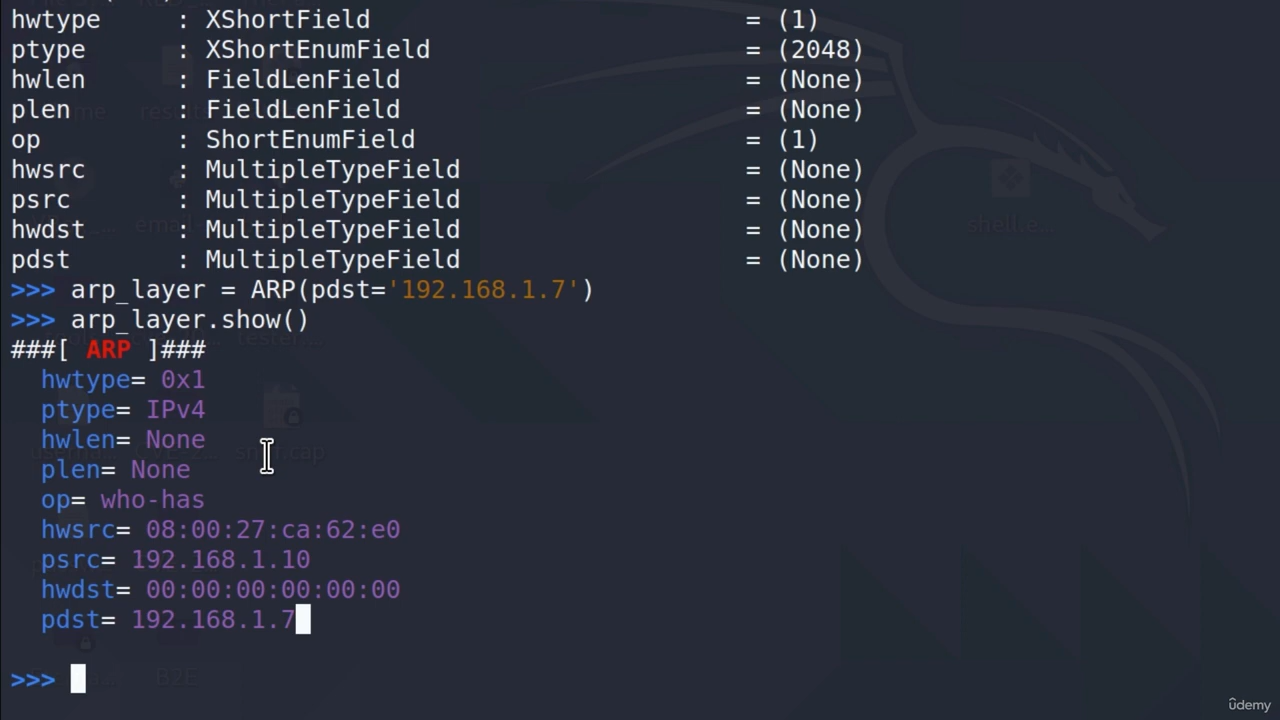 hwtype : XShortField = (1)
ptype : XShortEnumField = (2048)
hwlen : FieldLenField = (None)
plen : FieldLenField = (None)
op : ShortEnumField = (1)
hwsrc : MultipleTypeField = (None)
psrc : MultipleTypeField = (None)
hwdst : MultipleTypeField = (None)
pdst : MultipleTypeField = (None)
>>> arp_layer = ARP(pdst='192.168.1.7')
>>> arp_layer.show()
###[ ARP ]###
hwtype= 0x1
ptype= IPv4
hwlen= None
plen= None
op= who-has
hwsrc= 08:00:27:ca:62:e0
psrc= 192.168.1.10
hwdst= 00:00:00:00:00:00
pdst= 192.168.1.7
>>>
ûdemy